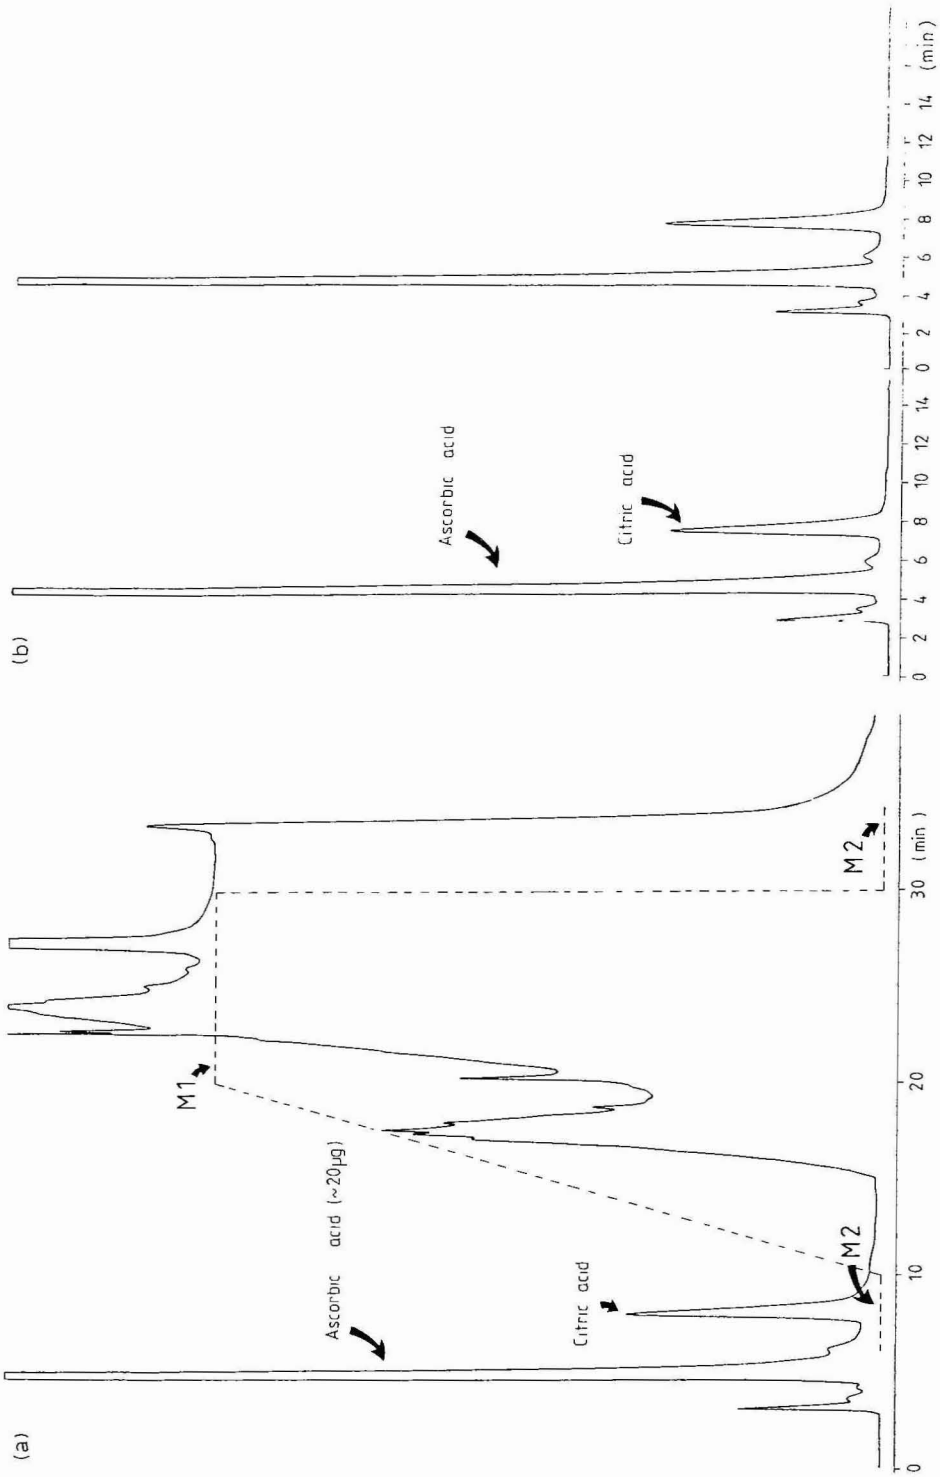 (a)
Ascorbic acid (~20µg)
Citric acid
M2
M1
M2
0 10 20 30 (min)
(b)
Ascorbic acid
Citric acid
0 2 4 6 8 10 12 14
0 2 4 6 8 10 12 14 (min)